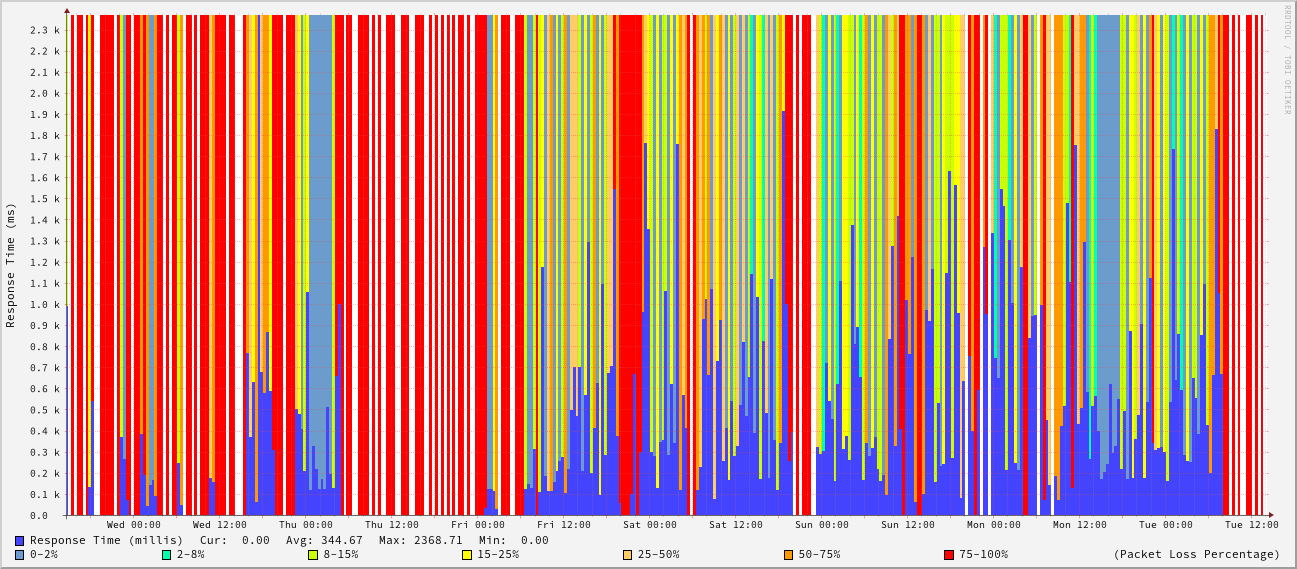 RRDTOOL / TOBI OETIKER
Response Time (ms)
2.3 k
2.2 k
2.1 k
2.0 k
1.9 k
1.8 k
1.7 k
1.6 k
1.5 k
1.4 k
1.3 k
1.2 k
1.1 k
1.0 k
0.9 k
0.8 k
0.7 k
0.6 k
0.5 k
0.4 k
0.3 k
0.2 k
0.1 k
0.0
Wed 00:00 Wed 12:00 Thu 00:00 Thu 12:00 Fri 00:00 Fri 12:00 Sat 00:00 Sat 12:00 Sun 00:00 Sun 12:00 Mon 00:00 Mon 12:00 Tue 00:00 Tue 12:00
Response Time (millis) Cur: 0.00 Avg: 344.67 Max: 2368.71 Min: 0.00
0-2% 2-8% 8-15% 15-25% 25-50% 50-75% 75-100% (Packet Loss Percentage)